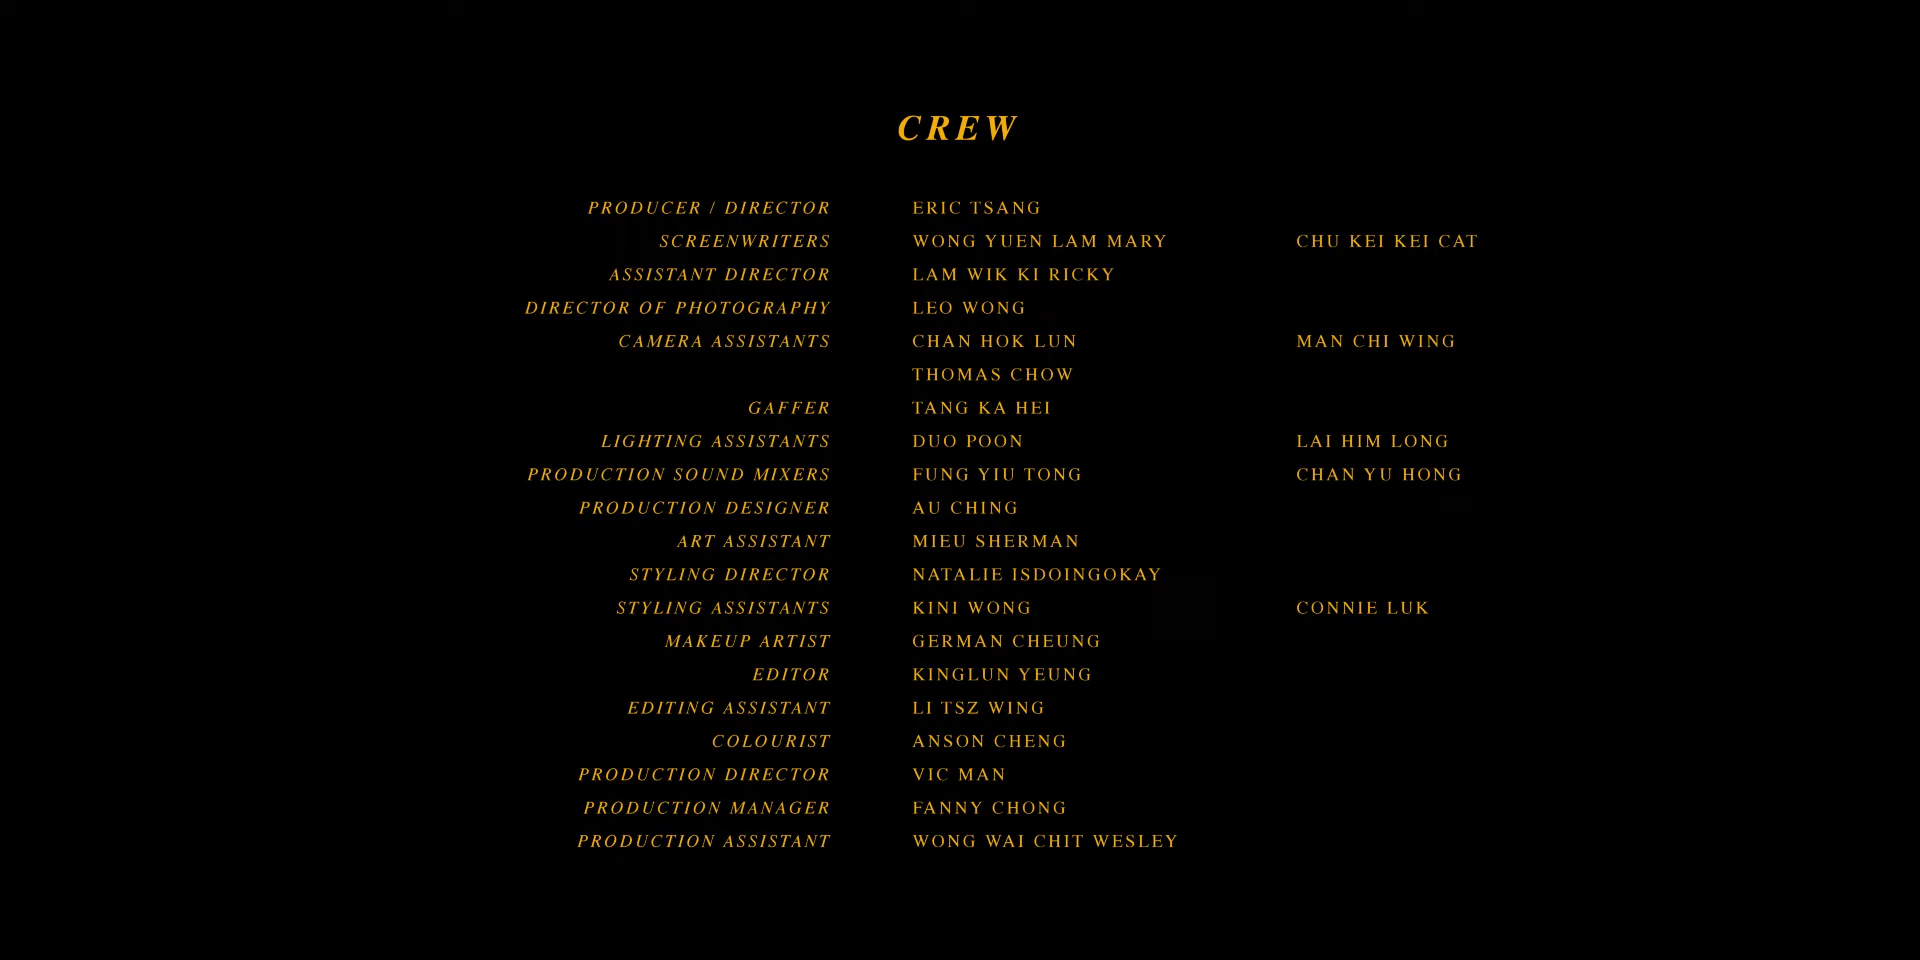 CREW
PRODUCER / DIRECTOR ERIC TSANG
SCREENWRITERS WONG YUEN LAM MARY CHU KEI KEI CAT
ASSISTANT DIRECTOR LAM WIK KI RICKY
DIRECTOR OF PHOTOGRAPHY LEO WONG
CAMERA ASSISTANTS CHAN HOK LUN MAN CHI WING
THOMAS CHOW
GAFFER TANG KA HEI
LIGHTING ASSISTANTS DUO POON LAI HIM LONG
PRODUCTION SOUND MIXERS FUNG YIU TONG CHAN YU HONG
PRODUCTION DESIGNER AU CHING
ART ASSISTANT MIEU SHERMAN
STYLING DIRECTOR NATALIE ISDOINGOKAY
STYLING ASSISTANTS KINI WONG CONNIE LUK
MAKEUP ARTIST GERMAN CHEUNG
EDITOR KINGLUN YEUNG
EDITING ASSISTANT LI TSZ WING
COLOURIST ANSON CHENG
PRODUCTION DIRECTOR VIC MAN
PRODUCTION MANAGER FANNY CHONG
PRODUCTION ASSISTANT WONG WAI CHIT WESLEY